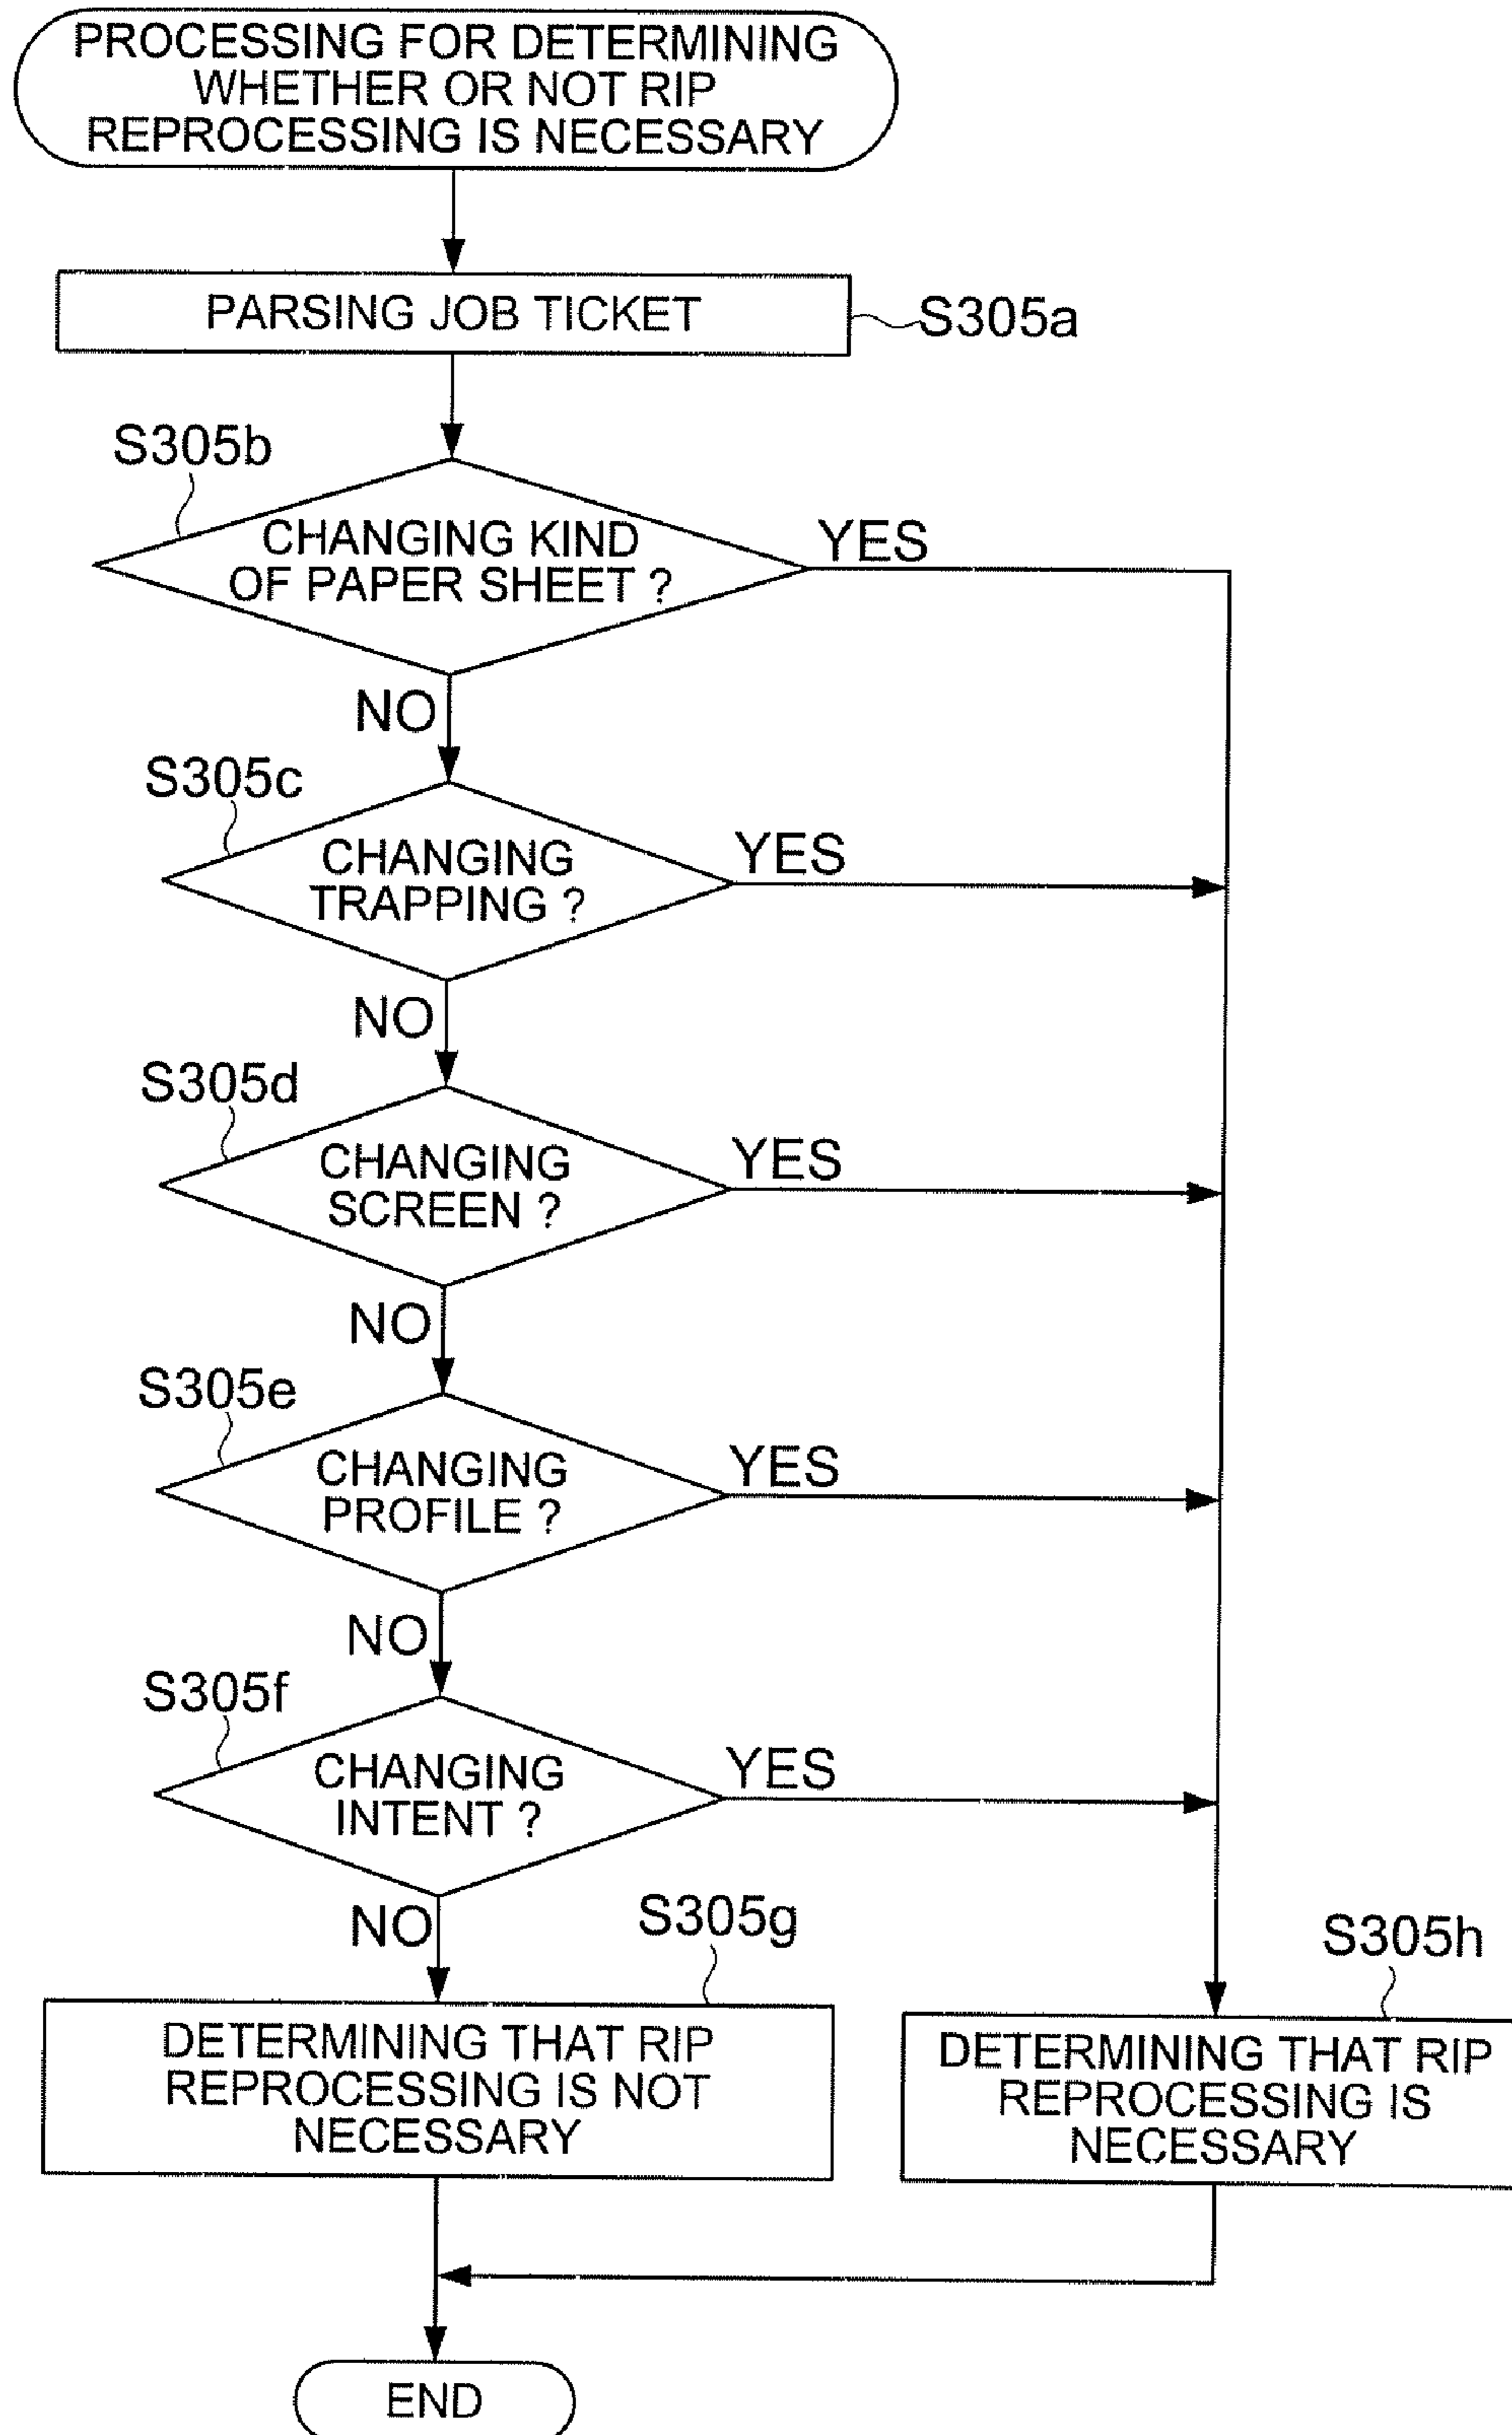 PROCESSING FOR DETERMINING
WHETHER OR NOT RIP
REPROCESSING IS NECESSARY
PARSING JOB TICKET
S305a
S305b
CHANGING KIND
OF PAPER SHEET ?
YES
NO
S305c
CHANGING
TRAPPING ?
YES
NO
S305d
CHANGING
SCREEN ?
YES
NO
S305e
CHANGING
PROFILE ?
YES
NO
S305f
CHANGING
INTENT ?
YES
NO
S305g
DETERMINING THAT RIP
REPROCESSING IS NOT
NECESSARY
S305h
DETERMINING THAT RIP
REPROCESSING IS
NECESSARY
END